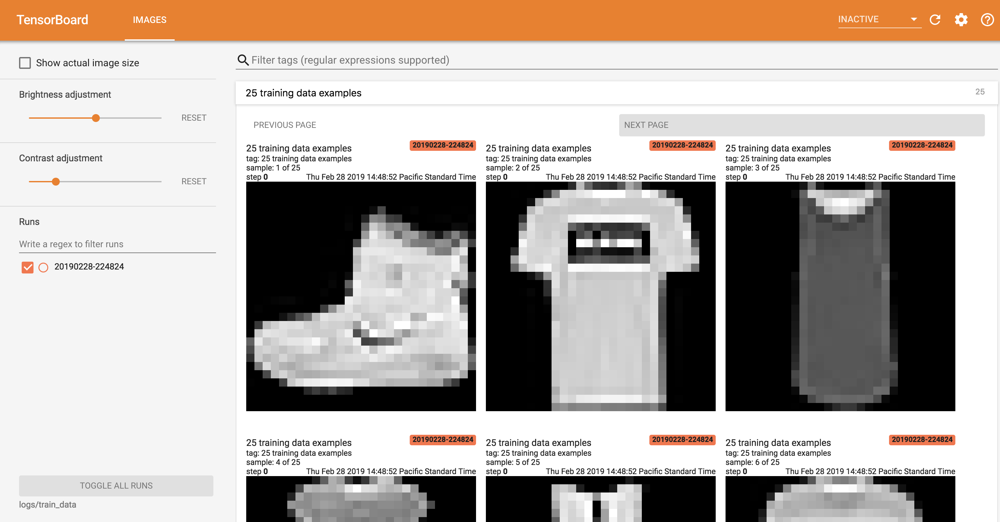 TensorBoard IMAGES INACTIVE
Show actual image size
Filter tags (regular expressions supported)
Brightness adjustment
RESET
Contrast adjustment
RESET
Runs
Write a regex to filter runs
20190228-224824
TOGGLE ALL RUNS
logs/train_data
25 training data examples 25
PREVIOUS PAGE NEXT PAGE
25 training data examples 20190228-224824
tag: 25 training data examples
sample: 1 of 25
step 0 Thu Feb 28 2019 14:48:52 Pacific Standard Time
25 training data examples 20190228-224824
tag: 25 training data examples
sample: 2 of 25
step 0 Thu Feb 28 2019 14:48:52 Pacific Standard Time
25 training data examples 20190228-224824
tag: 25 training data examples
sample: 3 of 25
step 0 Thu Feb 28 2019 14:48:52 Pacific Standard Time
25 training data examples 20190228-224824
tag: 25 training data examples
sample: 4 of 25
step 0 Thu Feb 28 2019 14:48:52 Pacific Standard Time
25 training data examples 20190228-224824
tag: 25 training data examples
sample: 5 of 25
step 0 Thu Feb 28 2019 14:48:52 Pacific Standard Time
25 training data examples 20190228-224824
tag: 25 training data examples
sample: 6 of 25
step 0 Thu Feb 28 2019 14:48:52 Pacific Standard Time